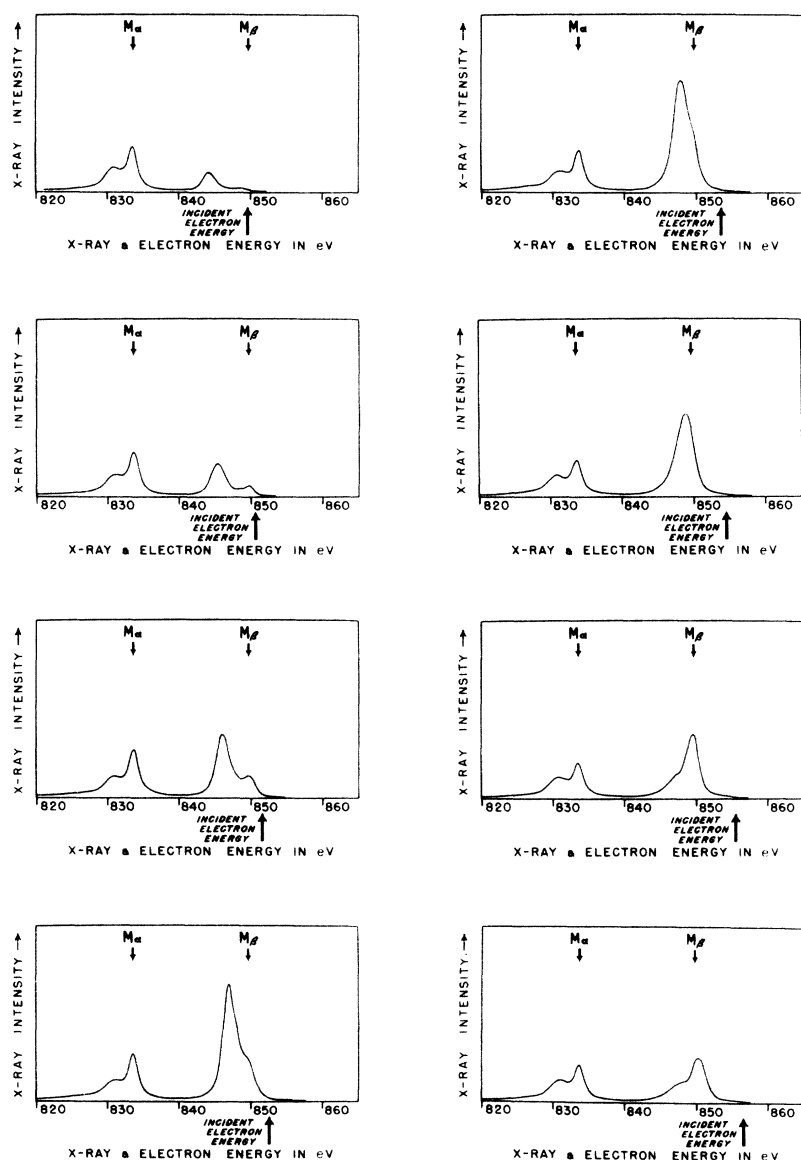 Mα Mβ
X-RAY INTENSITY →
820 830 840 850 860
INCIDENT
ELECTRON
ENERGY
X-RAY & ELECTRON ENERGY IN eV
Mα Mβ
X-RAY INTENSITY →
820 830 840 850 860
INCIDENT
ELECTRON
ENERGY
X-RAY & ELECTRON ENERGY IN eV
Mα Mβ
X-RAY INTENSITY →
820 830 840 850 860
INCIDENT
ELECTRON
ENERGY
X-RAY & ELECTRON ENERGY IN eV
Mα Mβ
X-RAY INTENSITY →
820 830 840 850 860
INCIDENT
ELECTRON
ENERGY
X-RAY & ELECTRON ENERGY IN eV
Mα Mβ
X-RAY INTENSITY →
820 830 840 850 860
INCIDENT
ELECTRON
ENERGY
X-RAY & ELECTRON ENERGY IN eV
Mα Mβ
X-RAY INTENSITY →
820 830 840 850 860
INCIDENT
ELECTRON
ENERGY
X-RAY & ELECTRON ENERGY IN eV
Mα Mβ
X-RAY INTENSITY →
820 830 840 850 860
INCIDENT
ELECTRON
ENERGY
X-RAY & ELECTRON ENERGY IN eV
Mα Mβ
X-RAY INTENSITY →
820 830 840 850 860
INCIDENT
ELECTRON
ENERGY
X-RAY & ELECTRON ENERGY IN eV